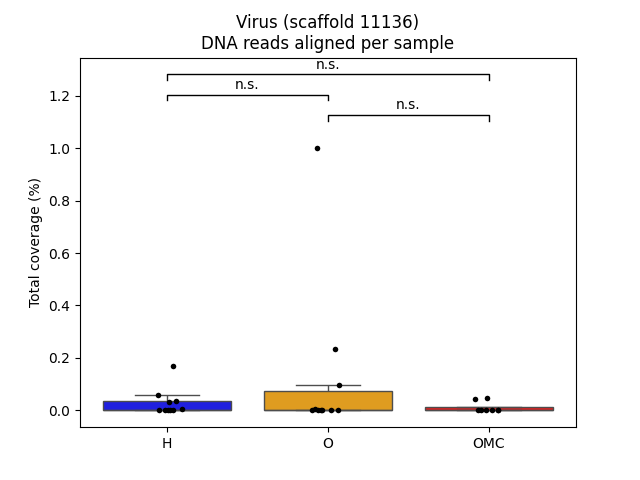 Virus (scaffold 11136)
DNA reads aligned per sample
n.s.
n.s.
n.s.
Total coverage (%)
1.2
1.0
0.8
0.6
0.4
0.2
0.0
H
O
OMC